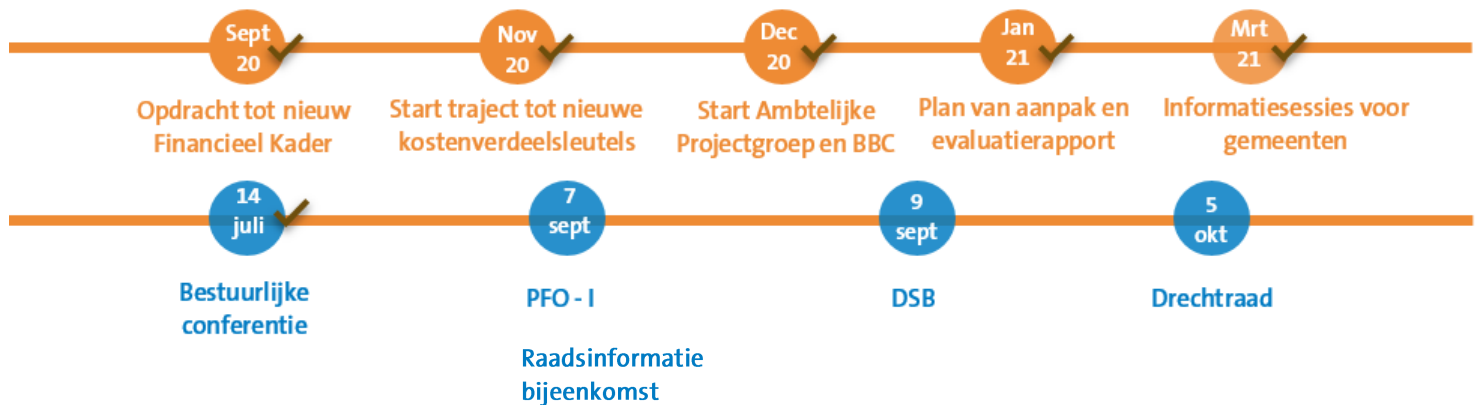 Sept
20
Nov
20
Dec
20
Jan
21
Mrt
21
Opdracht tot nieuw
Financieel Kader
Start traject tot nieuwe
kostenverdeelsleutels
Start Ambtelijke
Projectgroep en BBC
Plan van aanpak en
evaluatierapport
Informatiesessies voor
gemeenten
14
juli
7
sept
9
sept
5
okt
Bestuurlijke
conferentie
PFO - I
DSB
Drechtraad
Raadsinformatie
bijeenkomst